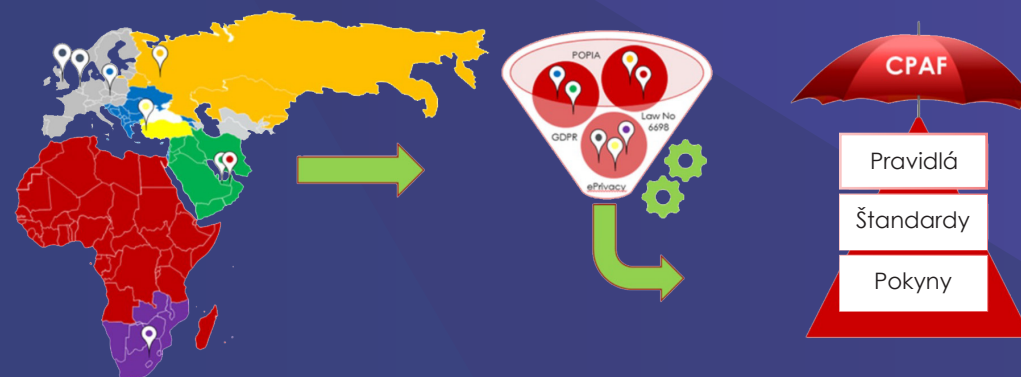 POPIA
GDPR
Law No
6698
ePrivacy
CPAF
Pravidlá
Štandardy
Pokyny